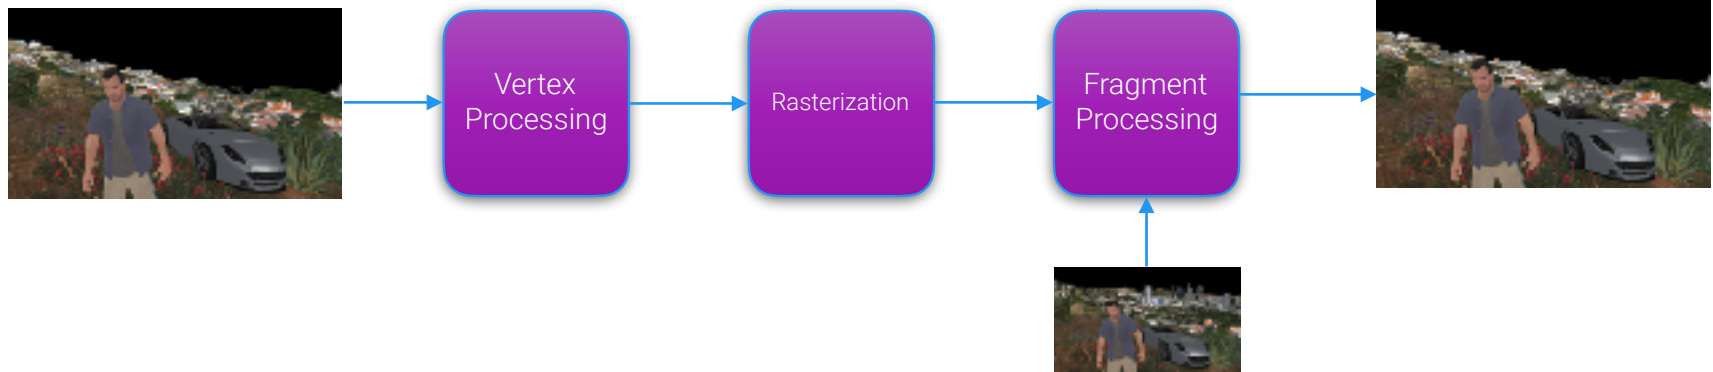 Vertex
Processing
Rasterization
Fragment
Processing